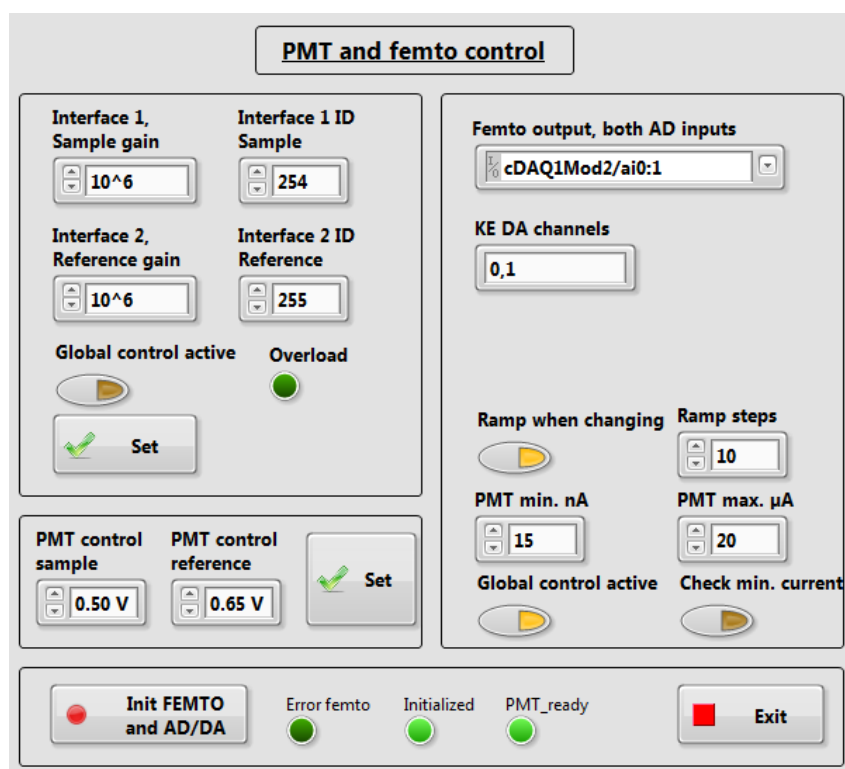 PMT and femto control
Interface 1,
Sample gain
10^6
Interface 1 ID
Sample
254
Interface 2,
Reference gain
10^6
Interface 2 ID
Reference
255
Global control active
Overload
Set
PMT control
sample
0.50 V
PMT control
reference
0.65 V
Set
Femto output, both AD inputs
I/0 cDAQ1Mod2/ai0:1
KE DA channels
0,1
Ramp when changing
Ramp steps
10
PMT min. nA
15
PMT max. µA
20
Global control active
Check min. current
Init FEMTO
and AD/DA
Error femto
Initialized
PMT_ready
Exit